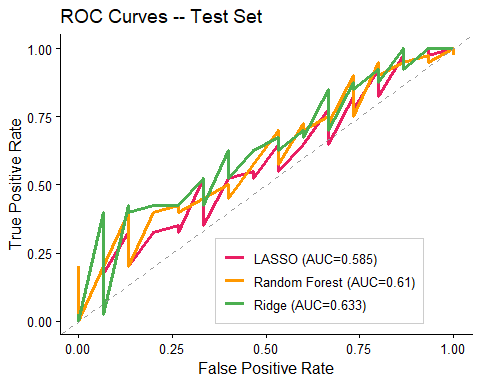 ROC Curves -- Test Set
True Positive Rate
1.00
0.75
0.50
0.25
0.00
LASSO (AUC=0.585)
Random Forest (AUC=0.61)
Ridge (AUC=0.633)
0.00 0.25 0.50 0.75 1.00
False Positive Rate